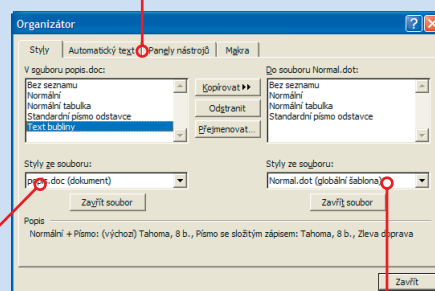 Organizátor
Styly Automatický text Panely nástrojů Makra
V souboru popis.doc: Do souboru Normal.dot:
Bez seznamu
Normální
Normální tabulka
Standardní písmo odstavce
Text bubliny
Kopírovat
Odstranit
Přejmenovat...
Bez seznamu
Normální
Normální tabulka
Standardní písmo odstavce
Styly ze souboru: Styly ze souboru:
popis.doc (dokument) Normal.dot (globální šablona)
Zavřít soubor Zavřít soubor
Popis
Normální + Písmo: (výchozí) Tahoma, 8 b., Písmo se složitým zápisem: Tahoma, 8 b., Zleva doprava
Zavřít